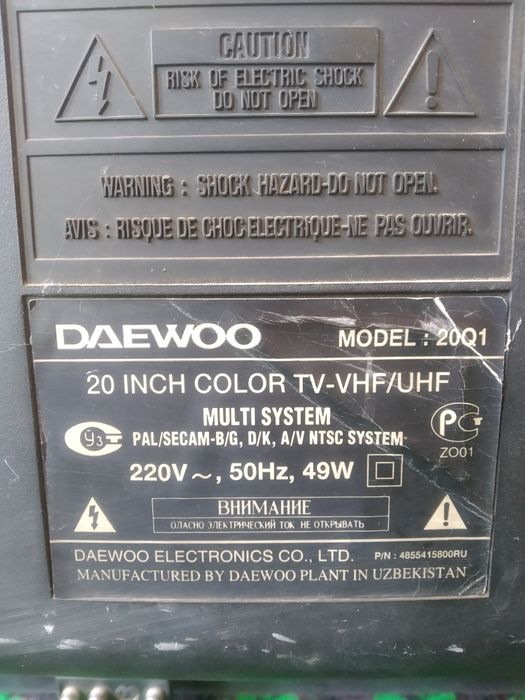 CAUTION
RISK OF ELECTRIC SHOCK
DO NOT OPEN
WARNING : SHOCK HAZARD-DO NOT OPEN.
AVIS : RISQUE DE CHOC ELECTRIQUE-NE PAS OUVRIR.
DAEWOO MODEL : 20Q1
20 INCH COLOR TV-VHF/UHF
MULTI SYSTEM
ЎЗ PAL/SECAM-B/G, D/K, A/V NTSC SYSTEM РСТ
ZO01
220V ~, 50Hz, 49W
ВНИМАНИЕ
ОЛАСНО ЭЛЕКТРИЧЕСКИЙ ТОК НЕ ОТКРЫВАТЬ
DAEWOO ELECTRONICS CO., LTD. P/N : 4855415800RU
MANUFACTURED BY DAEWOO PLANT IN UZBEKISTAN